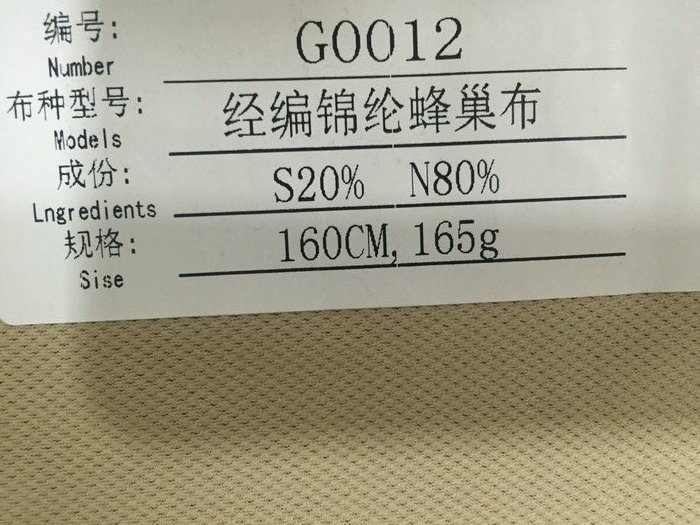 编号: G0012
Number
布种型号: 经编锦纶蜂巢布
Models
成份: S20% N80%
Lngredients
规格: 160CM, 165g
Sise